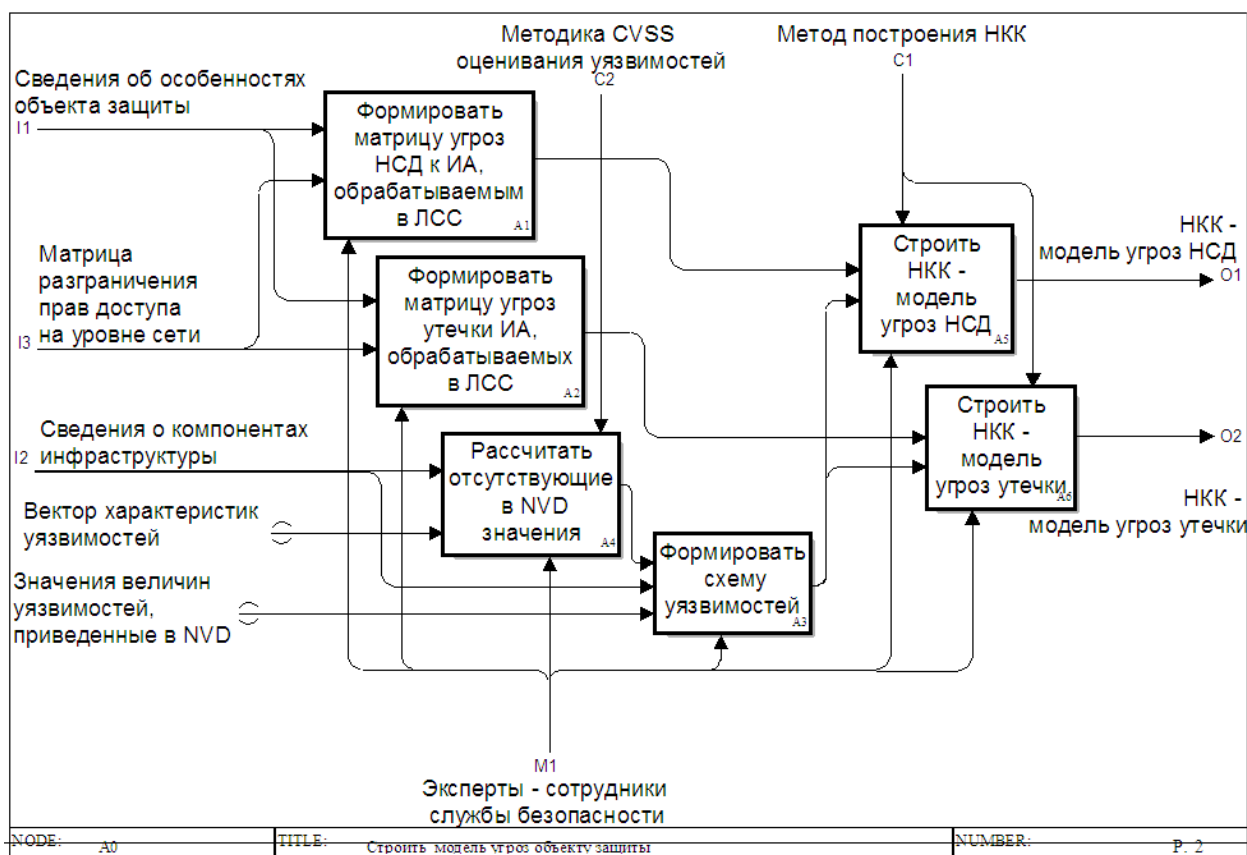 Методика CVSS
оценивания уязвимостей
C2
Метод построения НКК
C1
Сведения об особенностях
объекта защиты
I1
Формировать
матрицу угроз
НСД к ИА,
обрабатываемым
в ЛСС
A1
Матрица
разграничения
прав доступа
на уровне сети
I3
Формировать
матрицу угроз
утечки ИА,
обрабатываемых
в ЛСС
A2
Строить
НКК -
модель
угроз НСД
A5
НКК -
модель угроз НСД
O1
Строить
НКК -
модель
угроз утечки
A6
O2
НКК -
модель угроз утечки
Сведения о компонентах
инфраструктуры
I2
Рассчитать
отсутствующие
в NVD
значения
A4
Вектор характеристик
уязвимостей
Формировать
схему
уязвимостей
A3
Значения величин
уязвимостей,
приведенные в NVD
M1
Эксперты - сотрудники
службы безопасности
NODE:
A0
TITLE:
Строить модель угроз объекту защиты
NUMBER:
P. 2